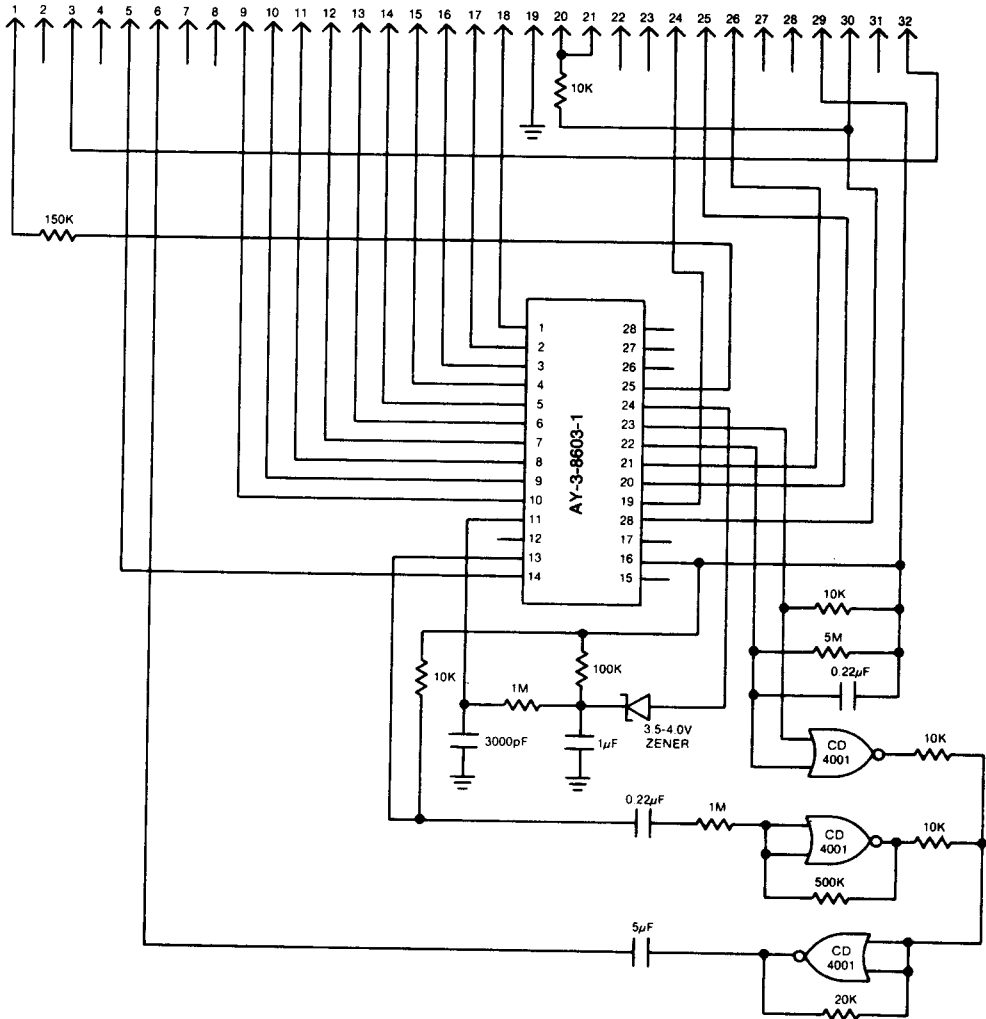 1 2 3 4 5 6 7 8 9 10 11 12 13 14 15 16 17 18 19 20 21 22 23 24 25 26 27 28 29 30 31 32
10K
150K
AY-3-8603-1
1 28
2 27
3 26
4 25
5 24
6 23
7 22
8 21
9 20
10 19
11 28
12 17
13 16
14 15
10K
5M
0.22µF
10K
100K
1M
3.5-4.0V
ZENER
3000pF
1µF
CD
4001
10K
0.22µF
1M
CD
4001
10K
500K
5µF
CD
4001
20K